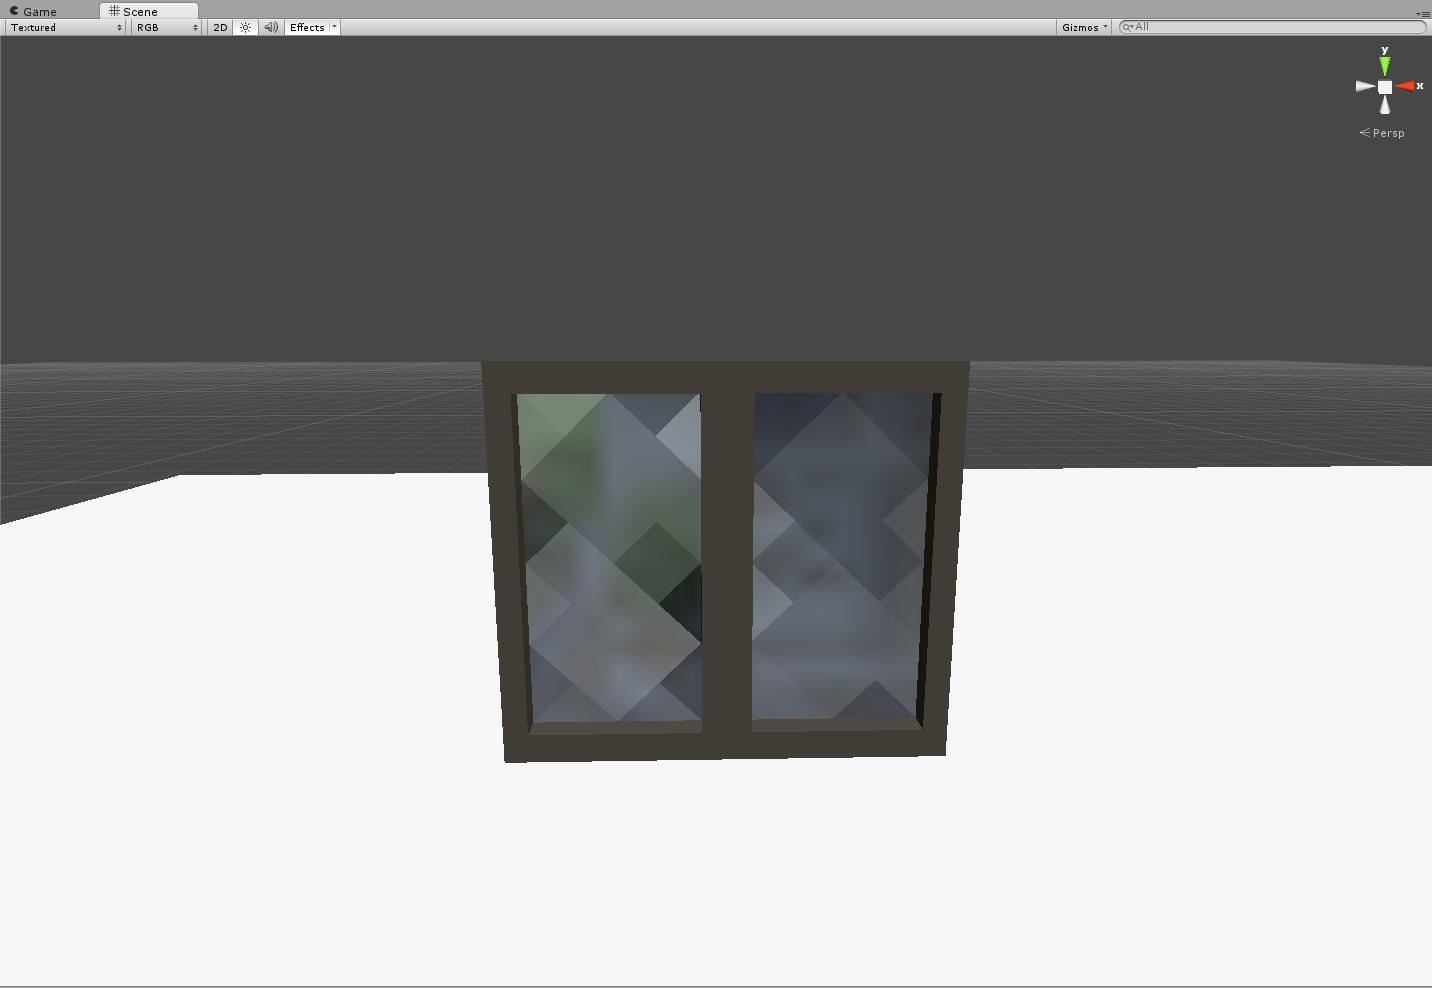 Game
Scene
Textured
RGB
2D
Effects
Gizmos
All
y
x
Persp